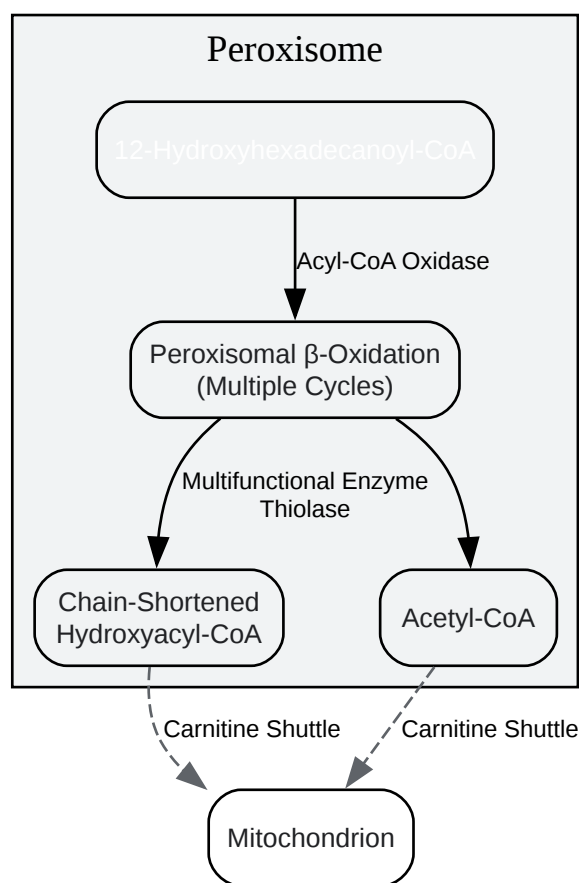 Peroxisome
12-Hydroxyhexadecanoyl-CoA
Acyl-CoA Oxidase
Peroxisomal β-Oxidation
(Multiple Cycles)
Multifunctional Enzyme
Thiolase
Chain-Shortened
Hydroxyacyl-CoA
Acetyl-CoA
Carnitine Shuttle
Carnitine Shuttle
Mitochondrion